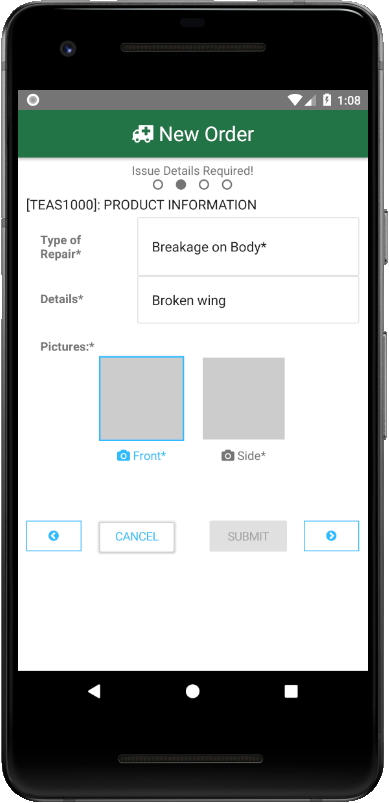 1:08
New Order
Issue Details Required!
[TEAS1000]: PRODUCT INFORMATION
Type of
Repair*
Breakage on Body*
Details*
Broken wing
Pictures:*
Front*
Side*
CANCEL
SUBMIT